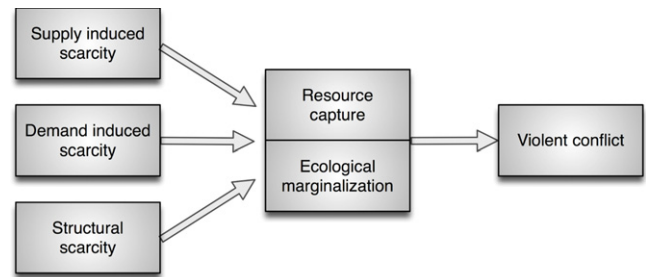 Supply induced
scarcity
Demand induced
scarcity
Structural
scarcity
Resource
capture
Ecological
marginalization
Violent conflict